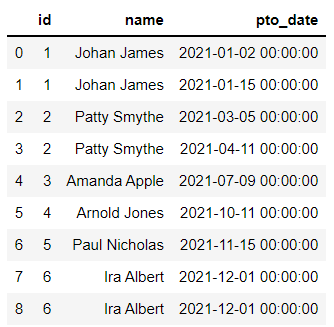 id name pto_date
0 1 Johan James 2021-01-02 00:00:00
1 1 Johan James 2021-01-15 00:00:00
2 2 Patty Smythe 2021-03-05 00:00:00
3 2 Patty Smythe 2021-04-11 00:00:00
4 3 Amanda Apple 2021-07-09 00:00:00
5 4 Arnold Jones 2021-10-11 00:00:00
6 5 Paul Nicholas 2021-11-15 00:00:00
7 6 Ira Albert 2021-12-01 00:00:00
8 6 Ira Albert 2021-12-01 00:00:00